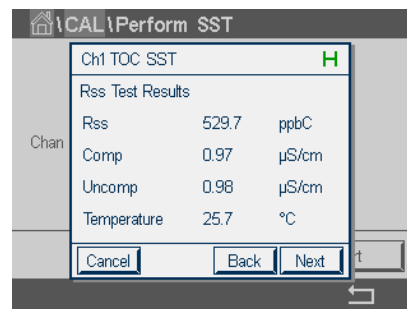 \CAL\Perform SST
Ch1 TOC SST H
Rss Test Results
Rss 529.7 ppbC
Chan
Comp 0.97 µS/cm
Uncomp 0.98 µS/cm
Temperature 25.7 °C
Cancel Back Next